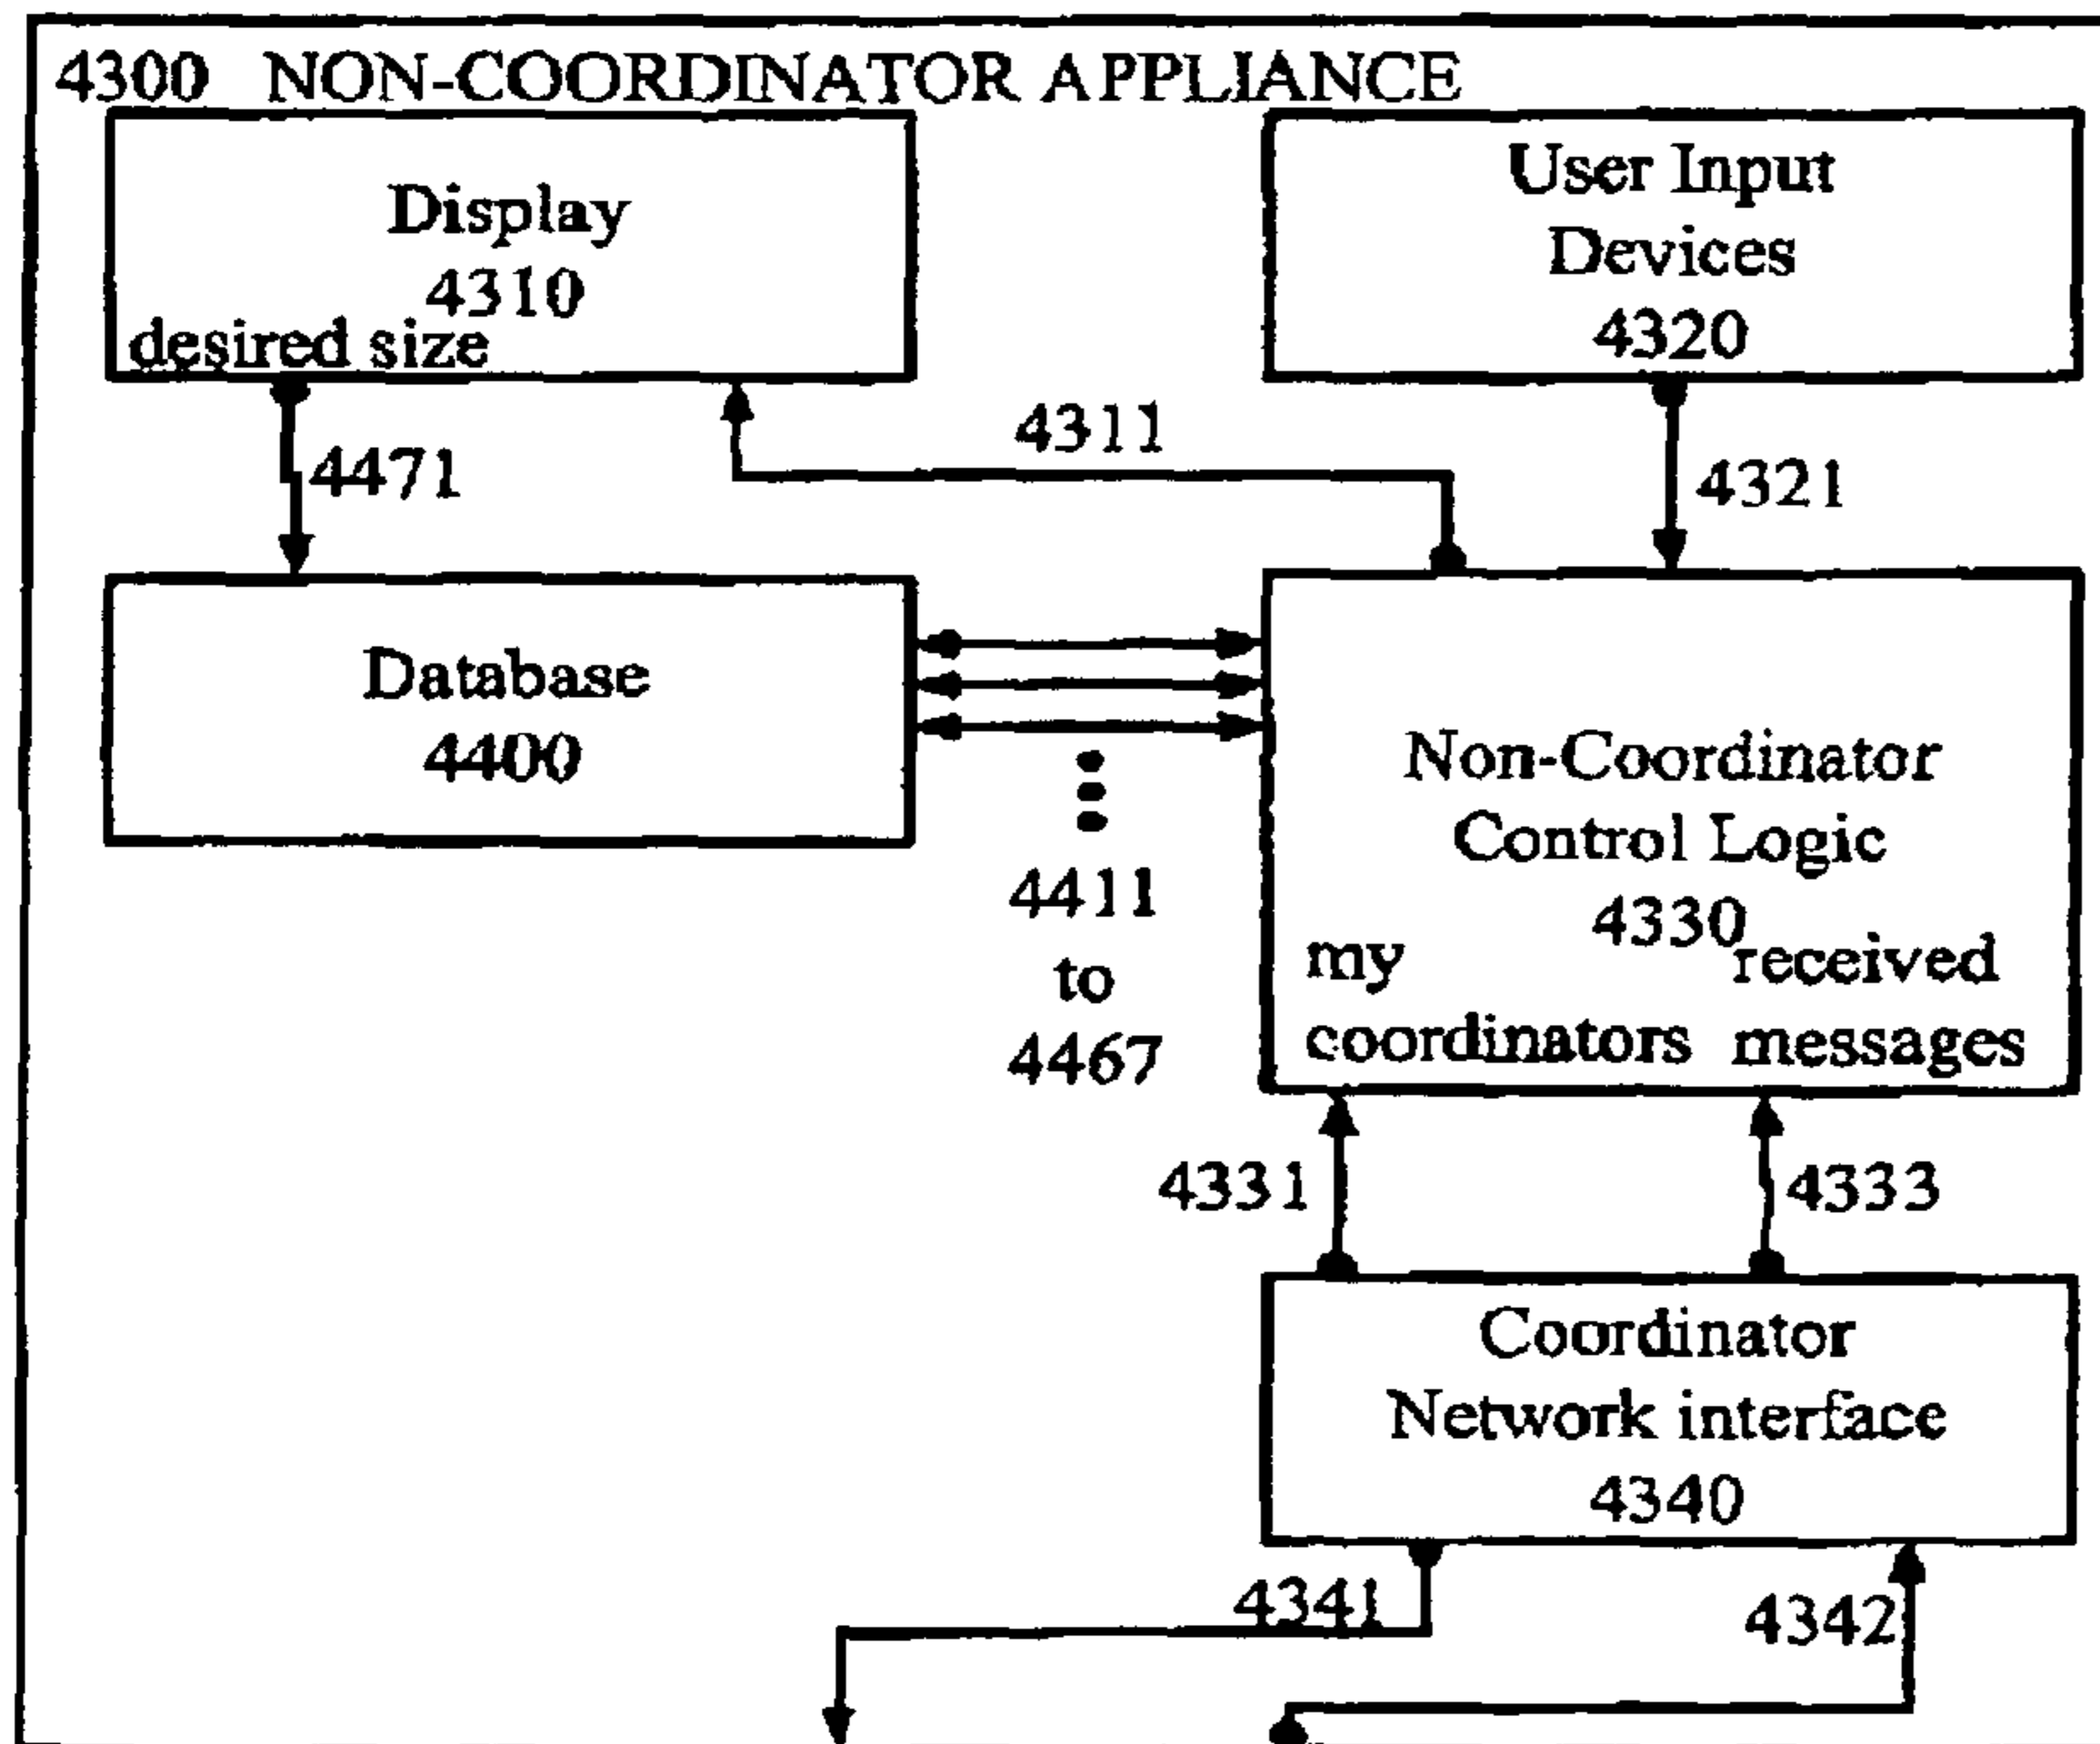 4300 NON-COORDINATOR APPLIANCE
Display
4310
desired size
User Input
Devices
4320
4471
4311
4321
Database
4400
4411
to
4467
Non-Coordinator
Control Logic
4330
my received
coordinators messages
4331
4333
Coordinator
Network interface
4340
4341
4342